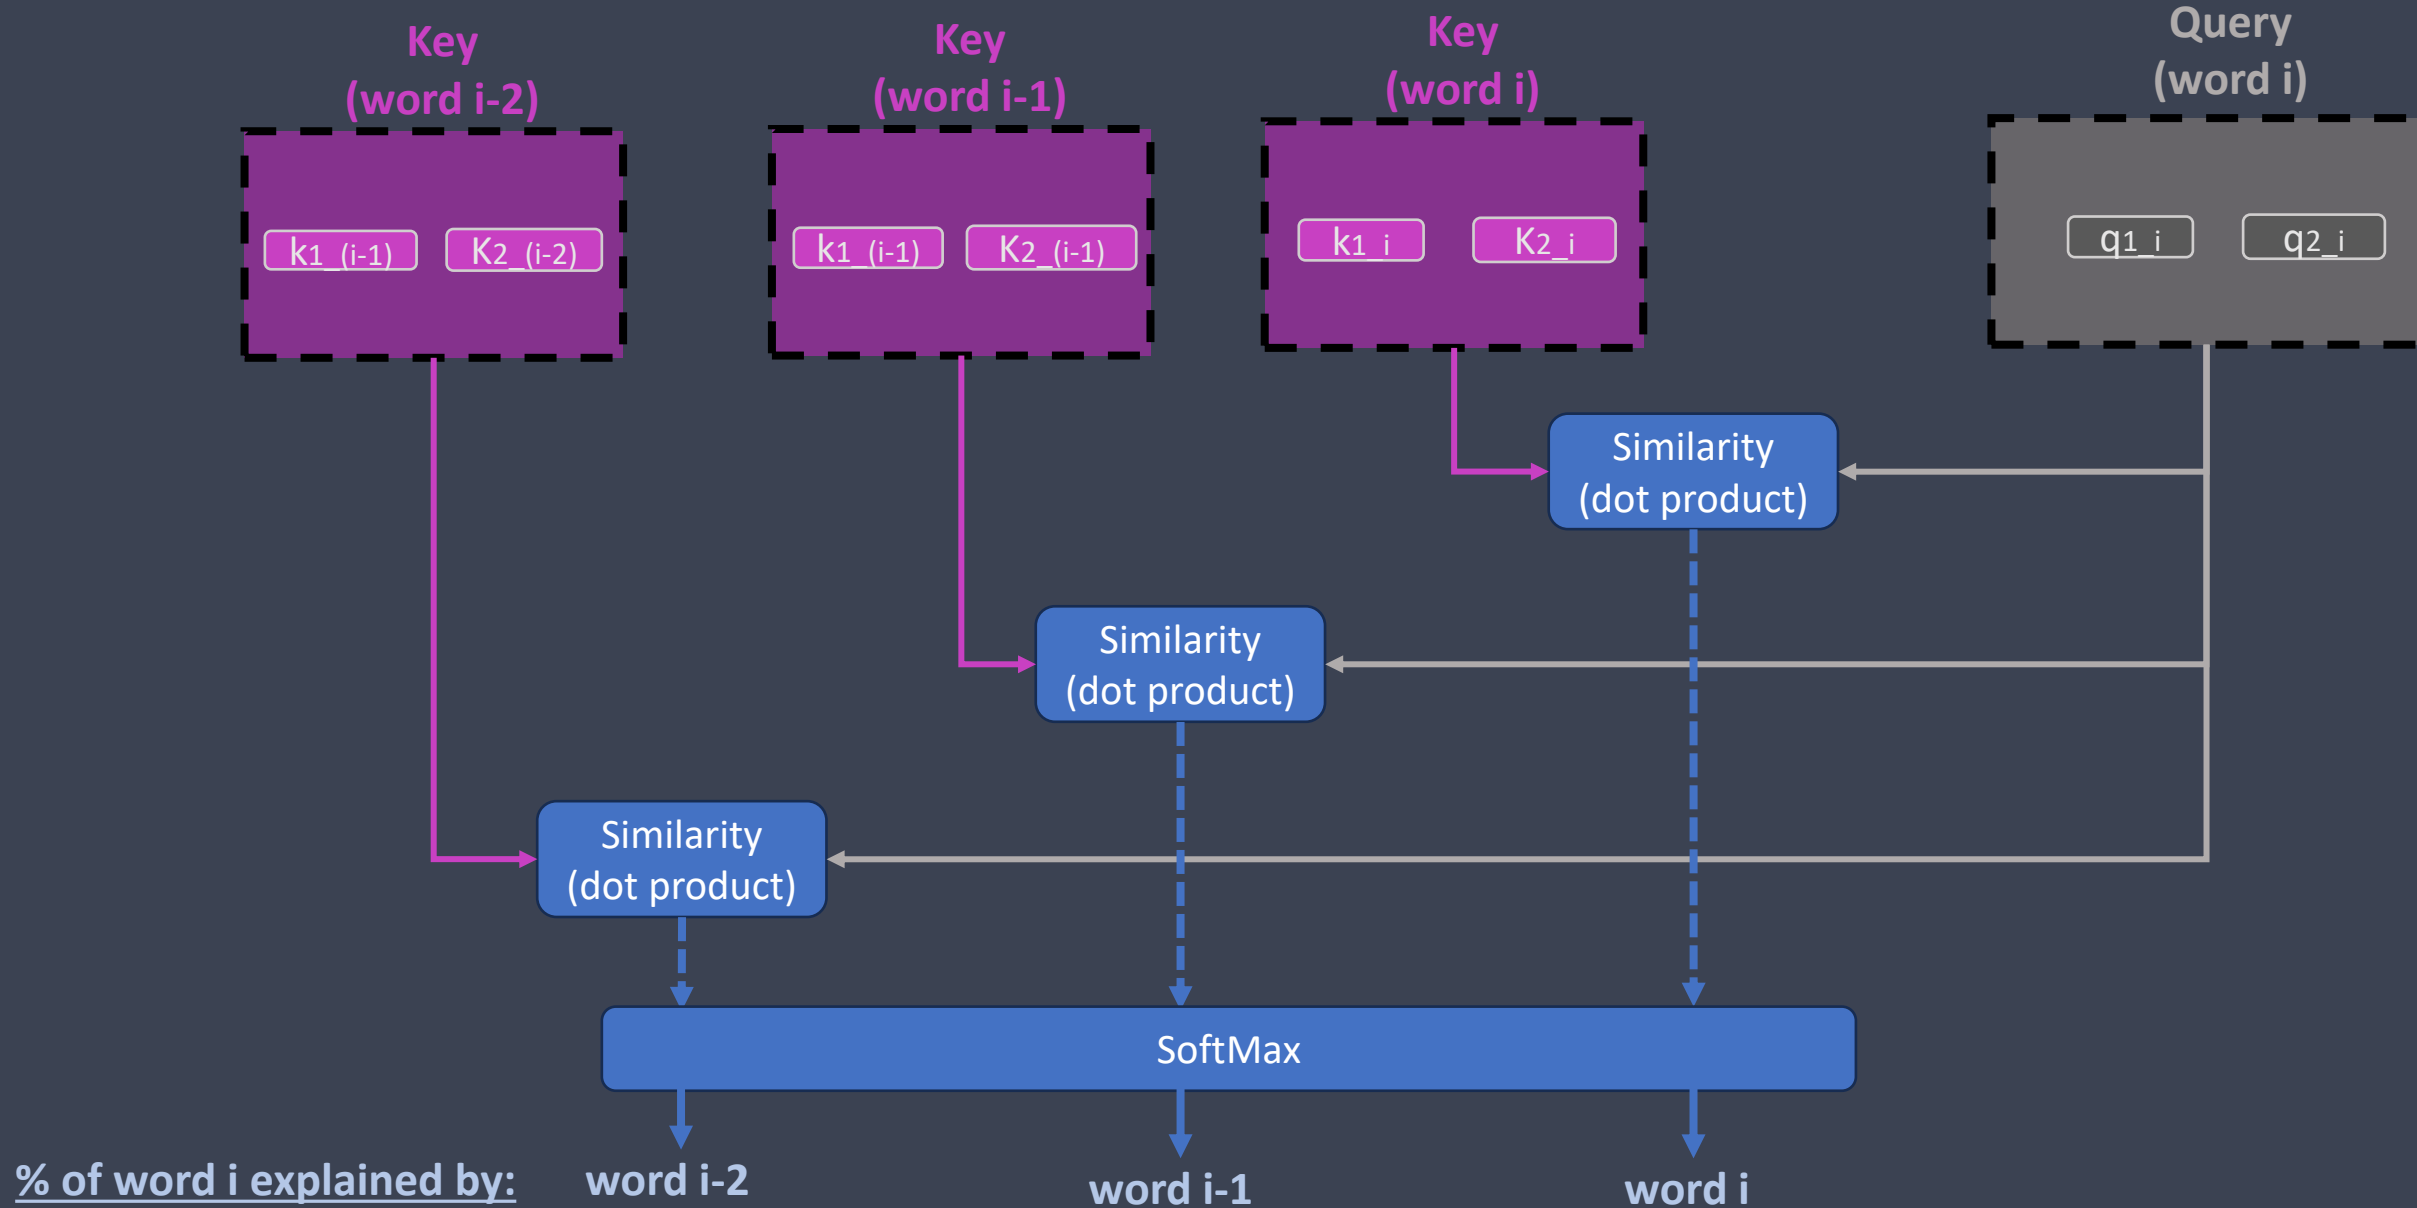 Key
(word i-2)
Key
(word i-1)
Key
(word i)
Query
(word i)
k1_(i-1)
K2_(i-2)
k1_(i-1)
K2_(i-1)
k1_i
K2_i
q1_i
q2_i
Similarity
(dot product)
Similarity
(dot product)
Similarity
(dot product)
SoftMax
% of word i explained by:
word i-2
word i-1
word i